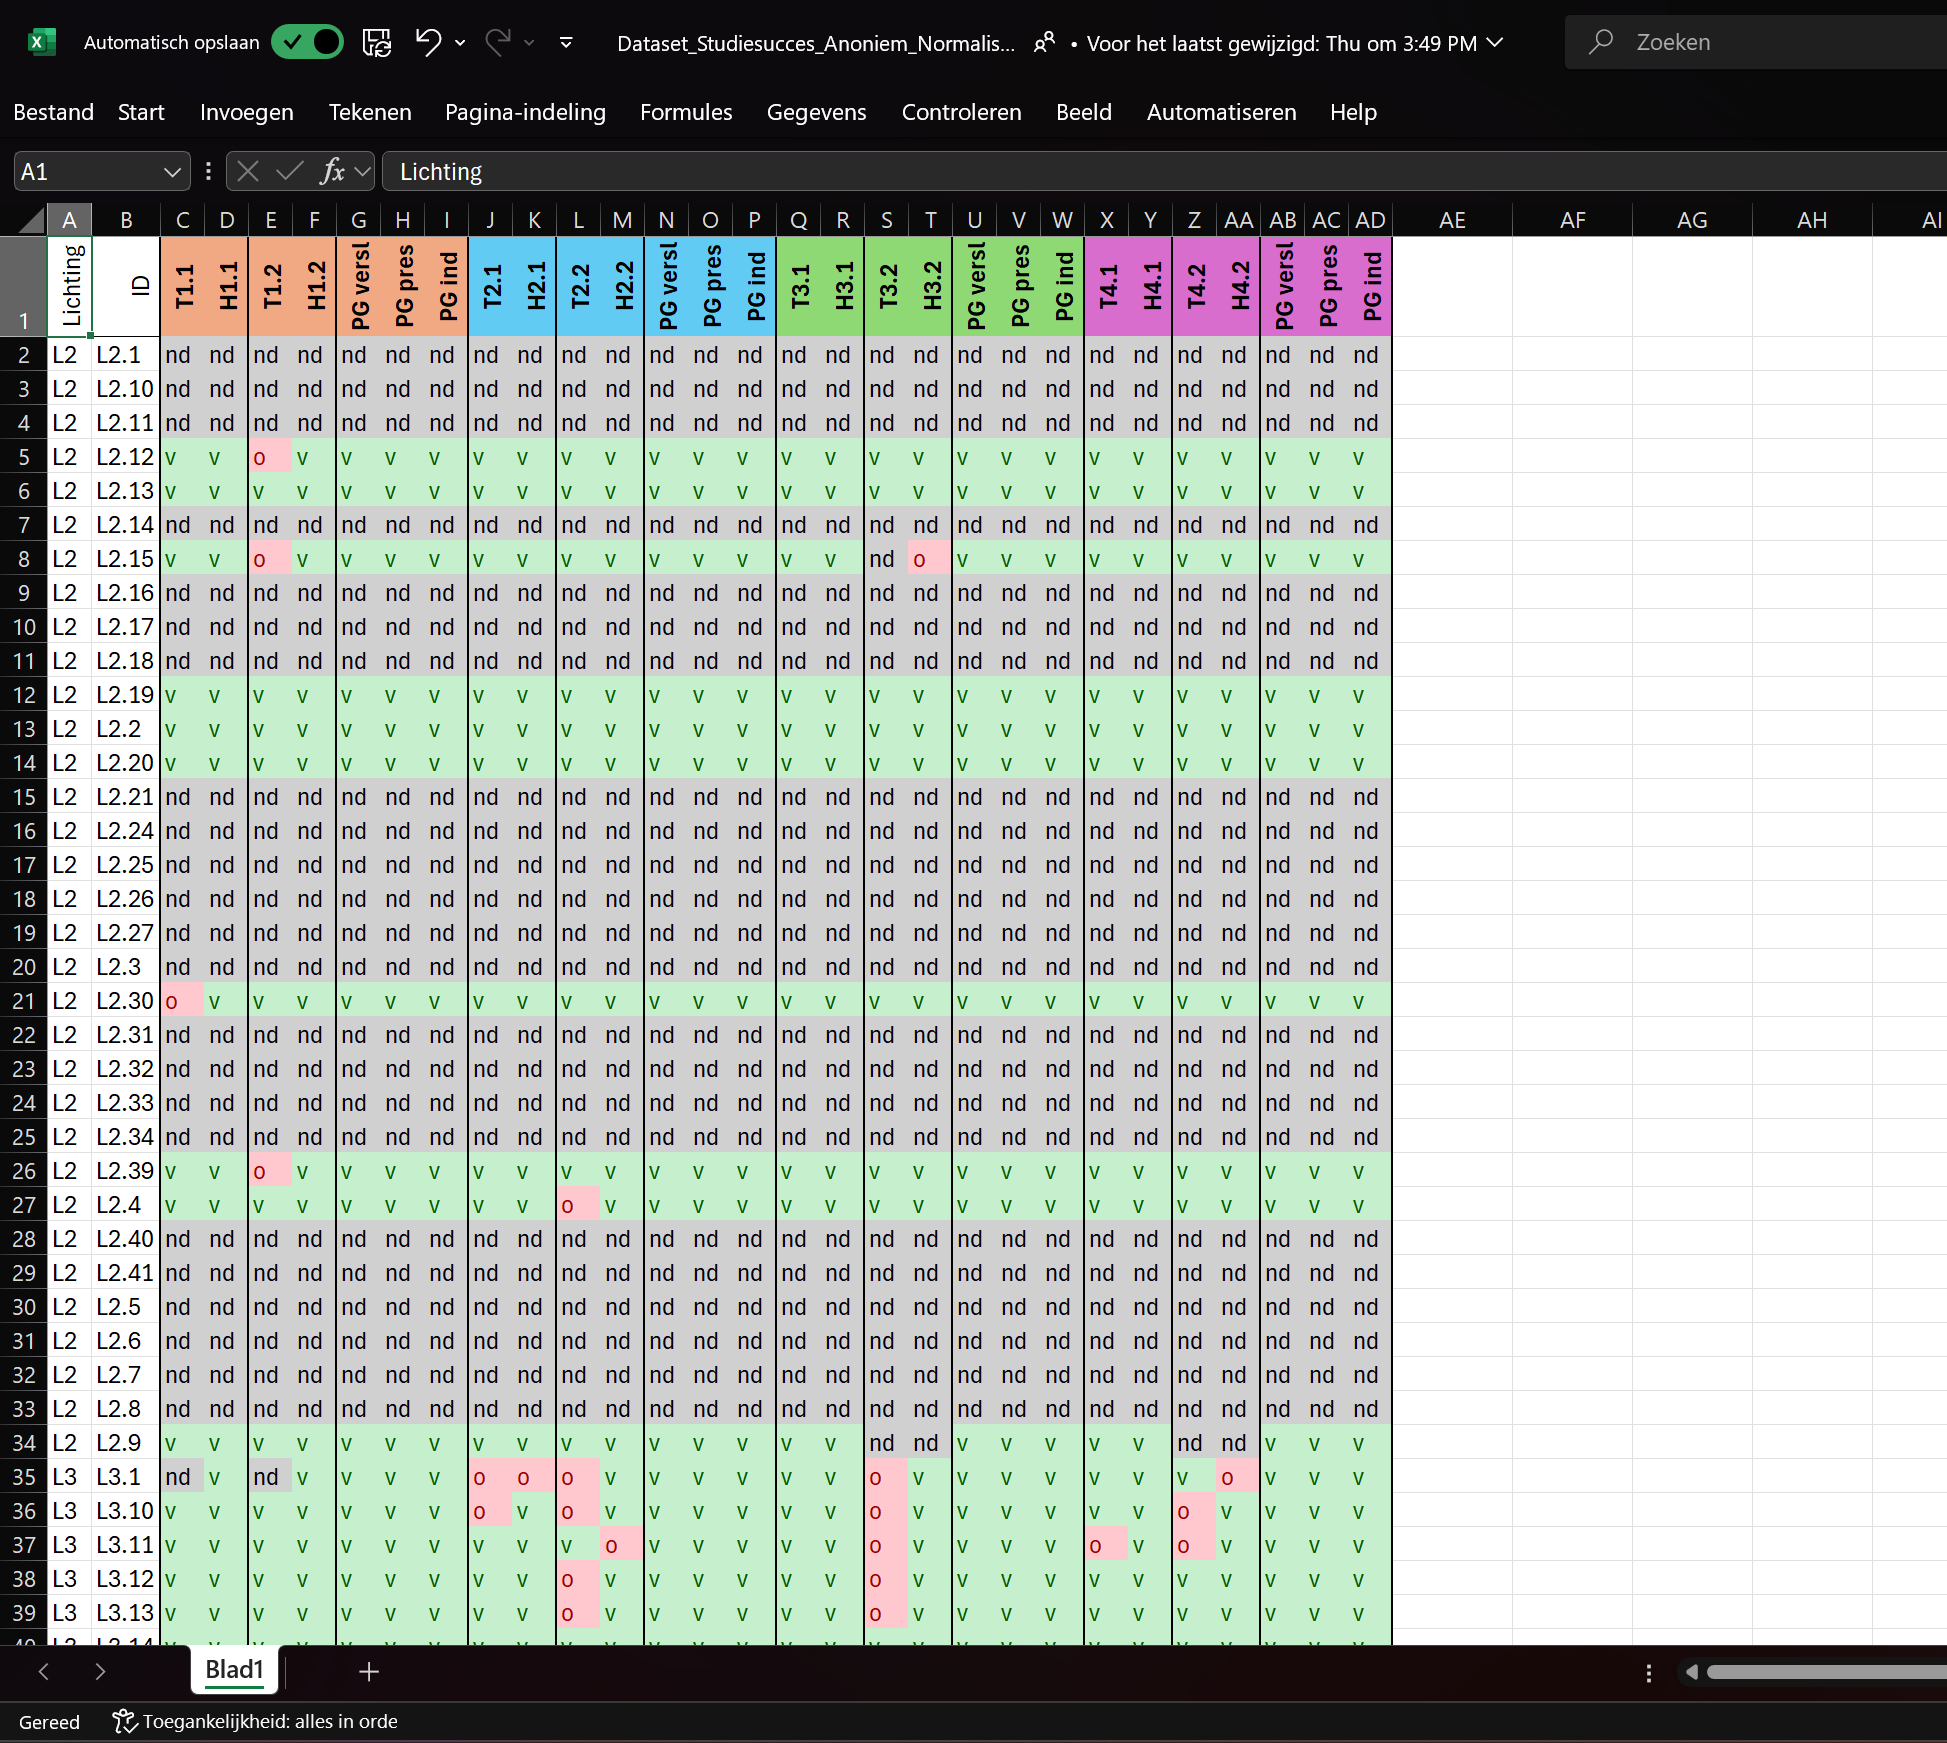 Automatisch opslaan Dataset_Studiesucces_Anoniem_Normalis... • Voor het laatst gewijzigd: Thu om 3:49 PM Zoeken
Bestand Start Invoegen Tekenen Pagina-indeling Formules Gegevens Controleren Beeld Automatiseren Help
A1 fx Lichting
A B C D E F G H I J K L M N O P Q R S T U V W X Y Z AA AB AC AD AE AF AG AH AI
1 Lichting ID T1.1 H1.1 T1.2 H1.2 PG versl PG pres PG ind T2.1 H2.1 T2.2 H2.2 PG versl PG pres PG ind T3.1 H3.1 T3.2 H3.2 PG versl PG pres PG ind T4.1 H4.1 T4.2 H4.2 PG versl PG pres PG ind
2 L2 L2.1 nd nd nd nd nd nd nd nd nd nd nd nd nd nd nd nd nd nd nd nd nd nd nd nd nd nd nd nd
3 L2 L2.10 nd nd nd nd nd nd nd nd nd nd nd nd nd nd nd nd nd nd nd nd nd nd nd nd nd nd nd nd
4 L2 L2.11 nd nd nd nd nd nd nd nd nd nd nd nd nd nd nd nd nd nd nd nd nd nd nd nd nd nd nd nd
5 L2 L2.12 v v o v v v v v v v v v v v v v v v v v v v v v v v v v
6 L2 L2.13 v v v v v v v v v v v v v v v v v v v v v v v v v v v v
7 L2 L2.14 nd nd nd nd nd nd nd nd nd nd nd nd nd nd nd nd nd nd nd nd nd nd nd nd nd nd nd nd
8 L2 L2.15 v v o v v v v v v v v v v v v v nd o v v v v v v v v v v
9 L2 L2.16 nd nd nd nd nd nd nd nd nd nd nd nd nd nd nd nd nd nd nd nd nd nd nd nd nd nd nd nd
10 L2 L2.17 nd nd nd nd nd nd nd nd nd nd nd nd nd nd nd nd nd nd nd nd nd nd nd nd nd nd nd nd
11 L2 L2.18 nd nd nd nd nd nd nd nd nd nd nd nd nd nd nd nd nd nd nd nd nd nd nd nd nd nd nd nd
12 L2 L2.19 v v v v v v v v v v v v v v v v v v v v v v v v v v v v
13 L2 L2.2 v v v v v v v v v v v v v v v v v v v v v v v v v v v v
14 L2 L2.20 v v v v v v v v v v v v v v v v v v v v v v v v v v v v
15 L2 L2.21 nd nd nd nd nd nd nd nd nd nd nd nd nd nd nd nd nd nd nd nd nd nd nd nd nd nd nd nd
16 L2 L2.24 nd nd nd nd nd nd nd nd nd nd nd nd nd nd nd nd nd nd nd nd nd nd nd nd nd nd nd nd
17 L2 L2.25 nd nd nd nd nd nd nd nd nd nd nd nd nd nd nd nd nd nd nd nd nd nd nd nd nd nd nd nd
18 L2 L2.26 nd nd nd nd nd nd nd nd nd nd nd nd nd nd nd nd nd nd nd nd nd nd nd nd nd nd nd nd
19 L2 L2.27 nd nd nd nd nd nd nd nd nd nd nd nd nd nd nd nd nd nd nd nd nd nd nd nd nd nd nd nd
20 L2 L2.3 nd nd nd nd nd nd nd nd nd nd nd nd nd nd nd nd nd nd nd nd nd nd nd nd nd nd nd nd
21 L2 L2.30 o v v v v v v v v v v v v v v v v v v v v v v v v v v v
22 L2 L2.31 nd nd nd nd nd nd nd nd nd nd nd nd nd nd nd nd nd nd nd nd nd nd nd nd nd nd nd nd
23 L2 L2.32 nd nd nd nd nd nd nd nd nd nd nd nd nd nd nd nd nd nd nd nd nd nd nd nd nd nd nd nd
24 L2 L2.33 nd nd nd nd nd nd nd nd nd nd nd nd nd nd nd nd nd nd nd nd nd nd nd nd nd nd nd nd
25 L2 L2.34 nd nd nd nd nd nd nd nd nd nd nd nd nd nd nd nd nd nd nd nd nd nd nd nd nd nd nd nd
26 L2 L2.39 v v o v v v v v v v v v v v v v v v v v v v v v v v v v
27 L2 L2.4 v v v v v v v v v o v v v v v v v v v v v v v v v v v v
28 L2 L2.40 nd nd nd nd nd nd nd nd nd nd nd nd nd nd nd nd nd nd nd nd nd nd nd nd nd nd nd nd
29 L2 L2.41 nd nd nd nd nd nd nd nd nd nd nd nd nd nd nd nd nd nd nd nd nd nd nd nd nd nd nd nd
30 L2 L2.5 nd nd nd nd nd nd nd nd nd nd nd nd nd nd nd nd nd nd nd nd nd nd nd nd nd nd nd nd
31 L2 L2.6 nd nd nd nd nd nd nd nd nd nd nd nd nd nd nd nd nd nd nd nd nd nd nd nd nd nd nd nd
32 L2 L2.7 nd nd nd nd nd nd nd nd nd nd nd nd nd nd nd nd nd nd nd nd nd nd nd nd nd nd nd nd
33 L2 L2.8 nd nd nd nd nd nd nd nd nd nd nd nd nd nd nd nd nd nd nd nd nd nd nd nd nd nd nd nd
34 L2 L2.9 v v v v v v v v v v v v v v v v nd nd v v v v v nd nd v v v
35 L3 L3.1 nd v nd v v v v o o o v v v v v v o v v v v v v v o v v v
36 L3 L3.10 v v v v v v v o v o v v v v v v o v v v v v v o v v v v
37 L3 L3.11 v v v v v v v v v v o v v v v v o v v v v o v o v v v v
38 L3 L3.12 v v v v v v v v v o v v v v v v o v v v v v v v v v v v
39 L3 L3.13 v v v v v v v v v o v v v v v v o v v v v v v v v v v v
Blad1
Gereed Toegankelijkheid: alles in orde